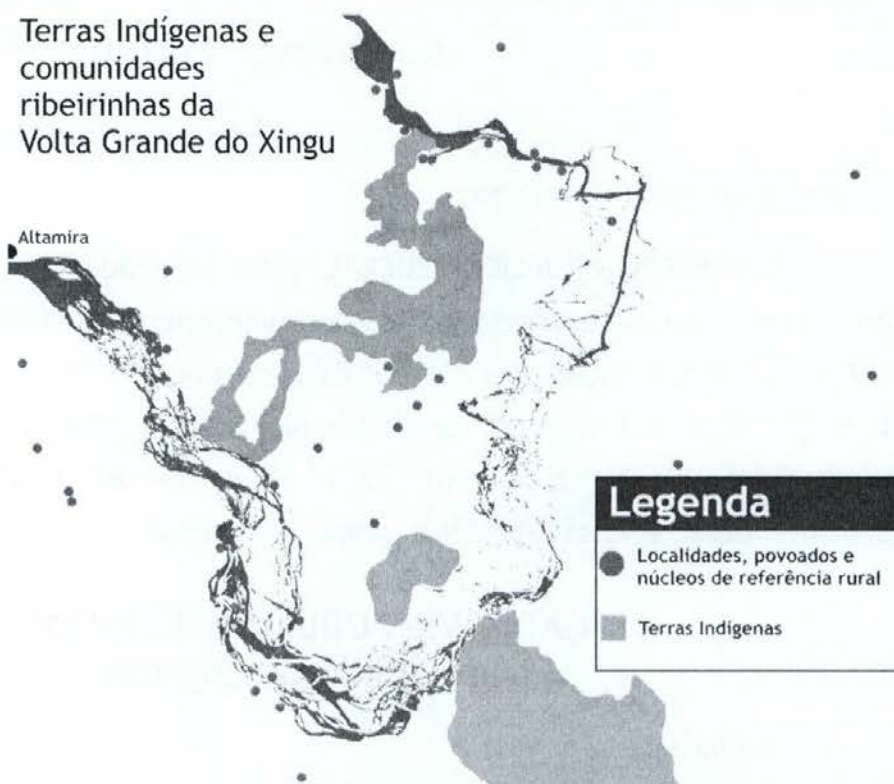 Terras Indígenas e
comunidades
ribeirinhas da
Volta Grande do Xingu
Altamira
Legenda
Localidades, povoados e
núcleos de referência rural
Terras Indígenas